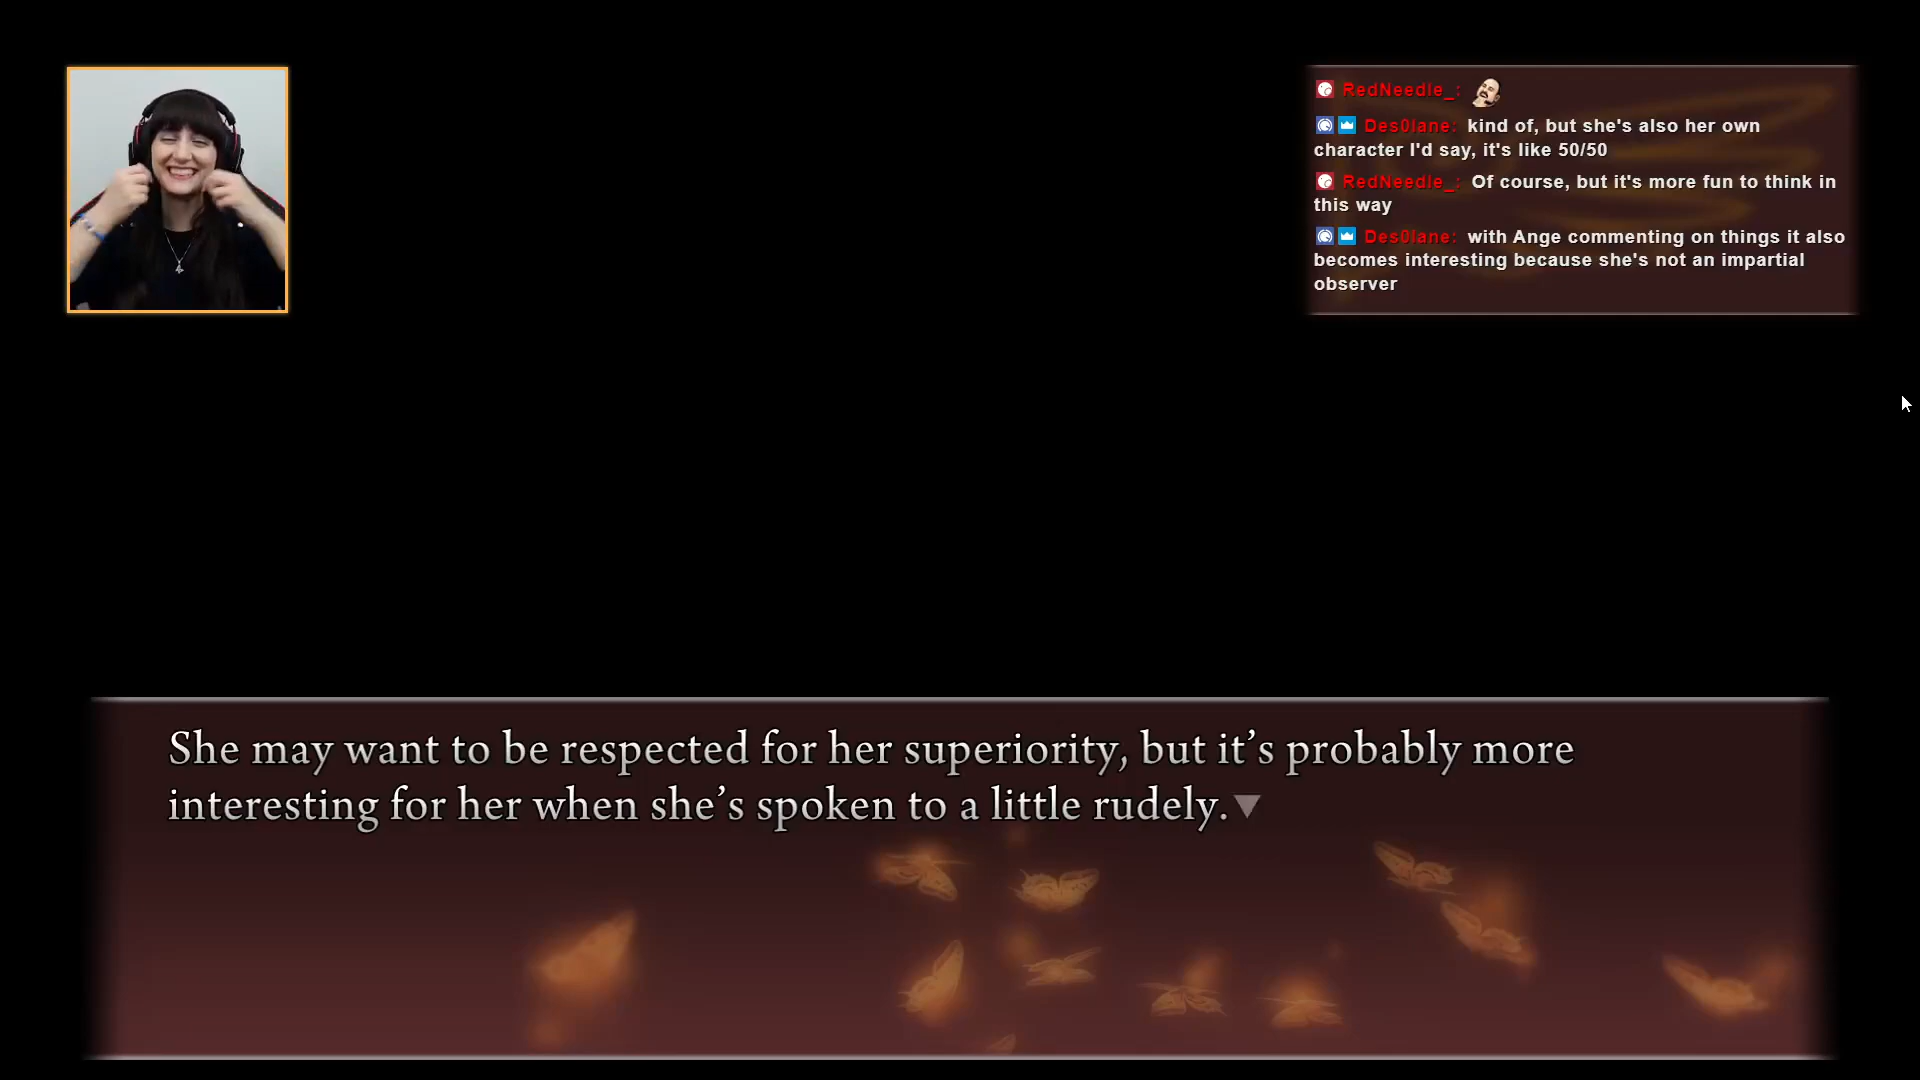 RedNeedle_:
Des0lane: kind of, but she's also her own
character I'd say, it's like 50/50
RedNeedle_: Of course, but it's more fun to think in
this way
Des0lane: with Ange commenting on things it also
becomes interesting because she's not an impartial
observer
She may want to be respected for her superiority, but it’s probably more
interesting for her when she’s spoken to a little rudely.